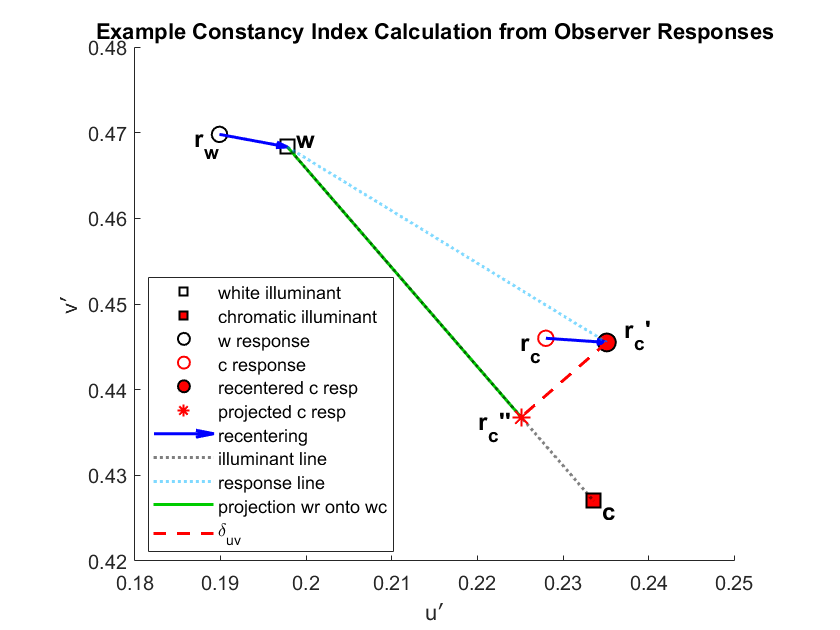 Example Constancy Index Calculation from Observer Responses
0.48
0.47
0.46
0.45
0.44
0.43
0.42
v′
r_w
w
r_c
r_c'
r_c''
c
white illuminant
chromatic illuminant
w response
c response
recentered c resp
projected c resp
recentering
illuminant line
response line
projection wr onto wc
δ_uv
0.18 0.19 0.2 0.21 0.22 0.23 0.24 0.25
u′